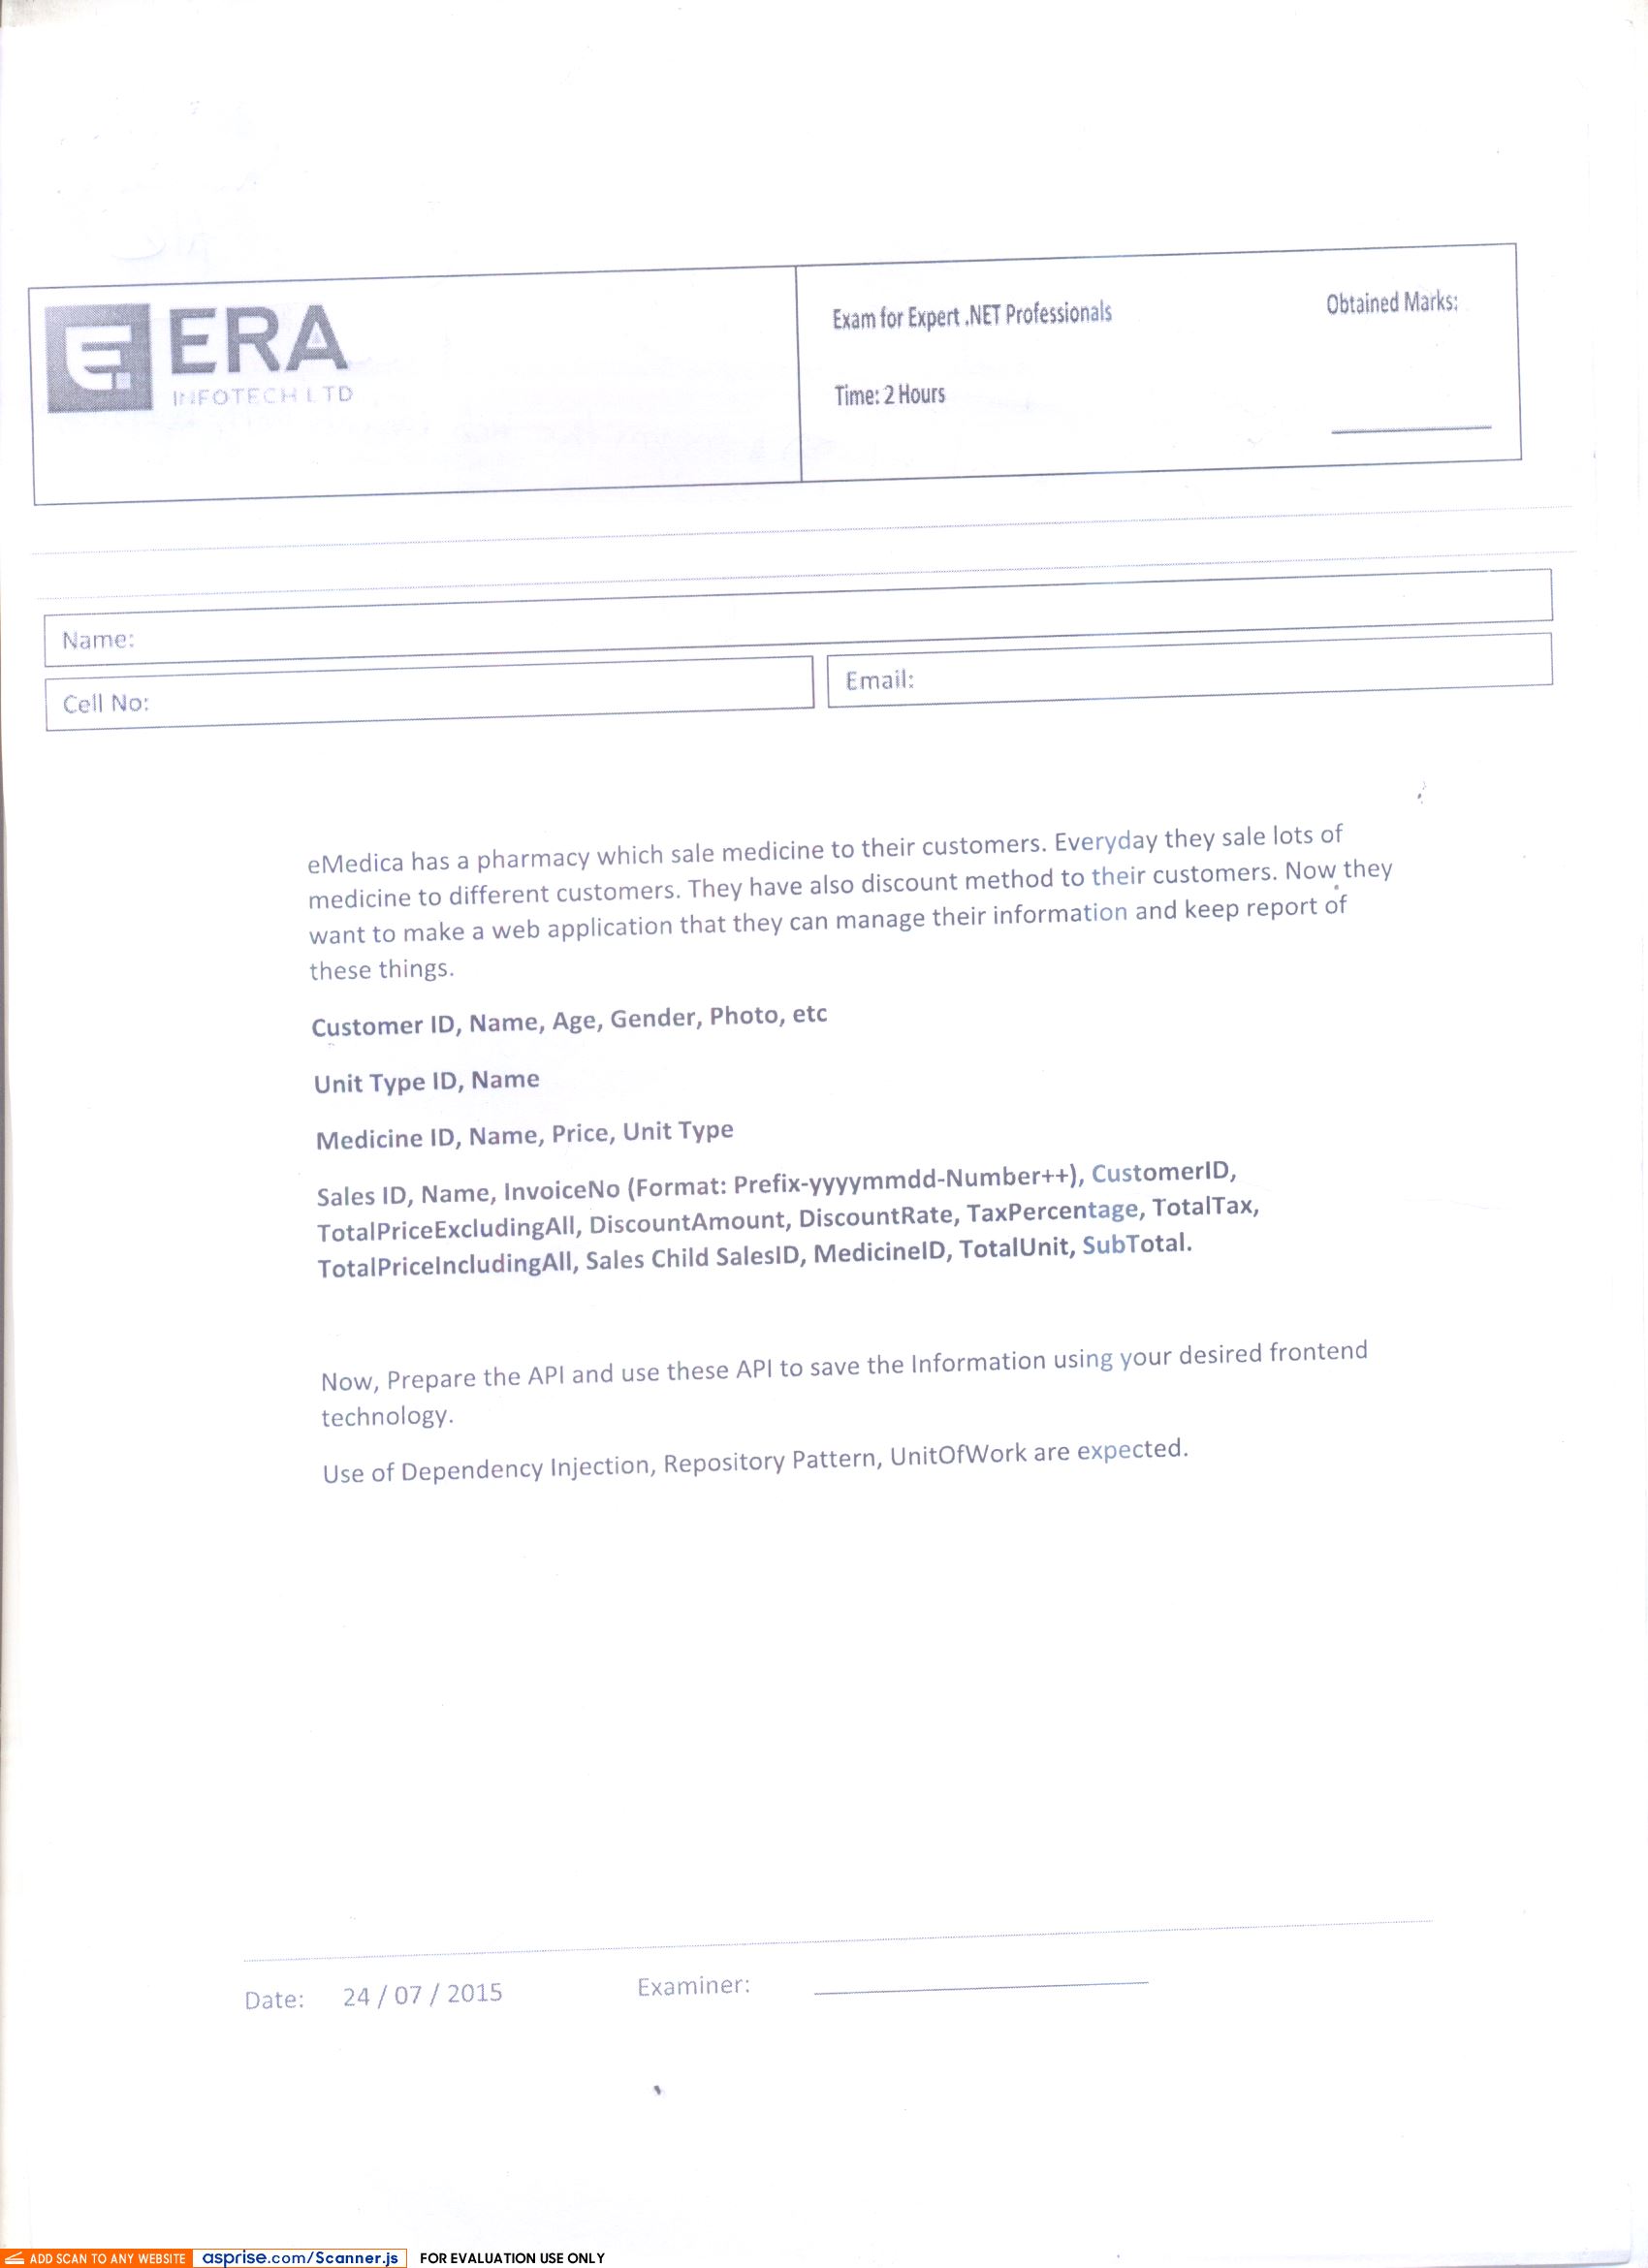 ERA
INFOTECH LTD
Exam for Expert .NET Professionals
Obtained Marks:
Time: 2 Hours
Name:
Cell No:
Email:
eMedica has a pharmacy which sale medicine to their customers. Everyday they sale lots of
medicine to different customers. They have also discount method to their customers. Now they
want to make a web application that they can manage their information and keep report of
these things.
Customer ID, Name, Age, Gender, Photo, etc
Unit Type ID, Name
Medicine ID, Name, Price, Unit Type
Sales ID, Name, InvoiceNo (Format: Prefix-yyyymmdd-Number++), CustomerID,
TotalPriceExcludingAll, DiscountAmount, DiscountRate, TaxPercentage, TotalTax,
TotalPriceIncludingAll, Sales Child SalesID, MedicineID, TotalUnit, SubTotal.
Now, Prepare the API and use these API to save the Information using your desired frontend
technology.
Use of Dependency Injection, Repository Pattern, UnitOfWork are expected.
Date: 24 / 07 / 2015
Examiner:
ADD SCAN TO ANY WEBSITE asprise.com/Scanner.js FOR EVALUATION USE ONLY